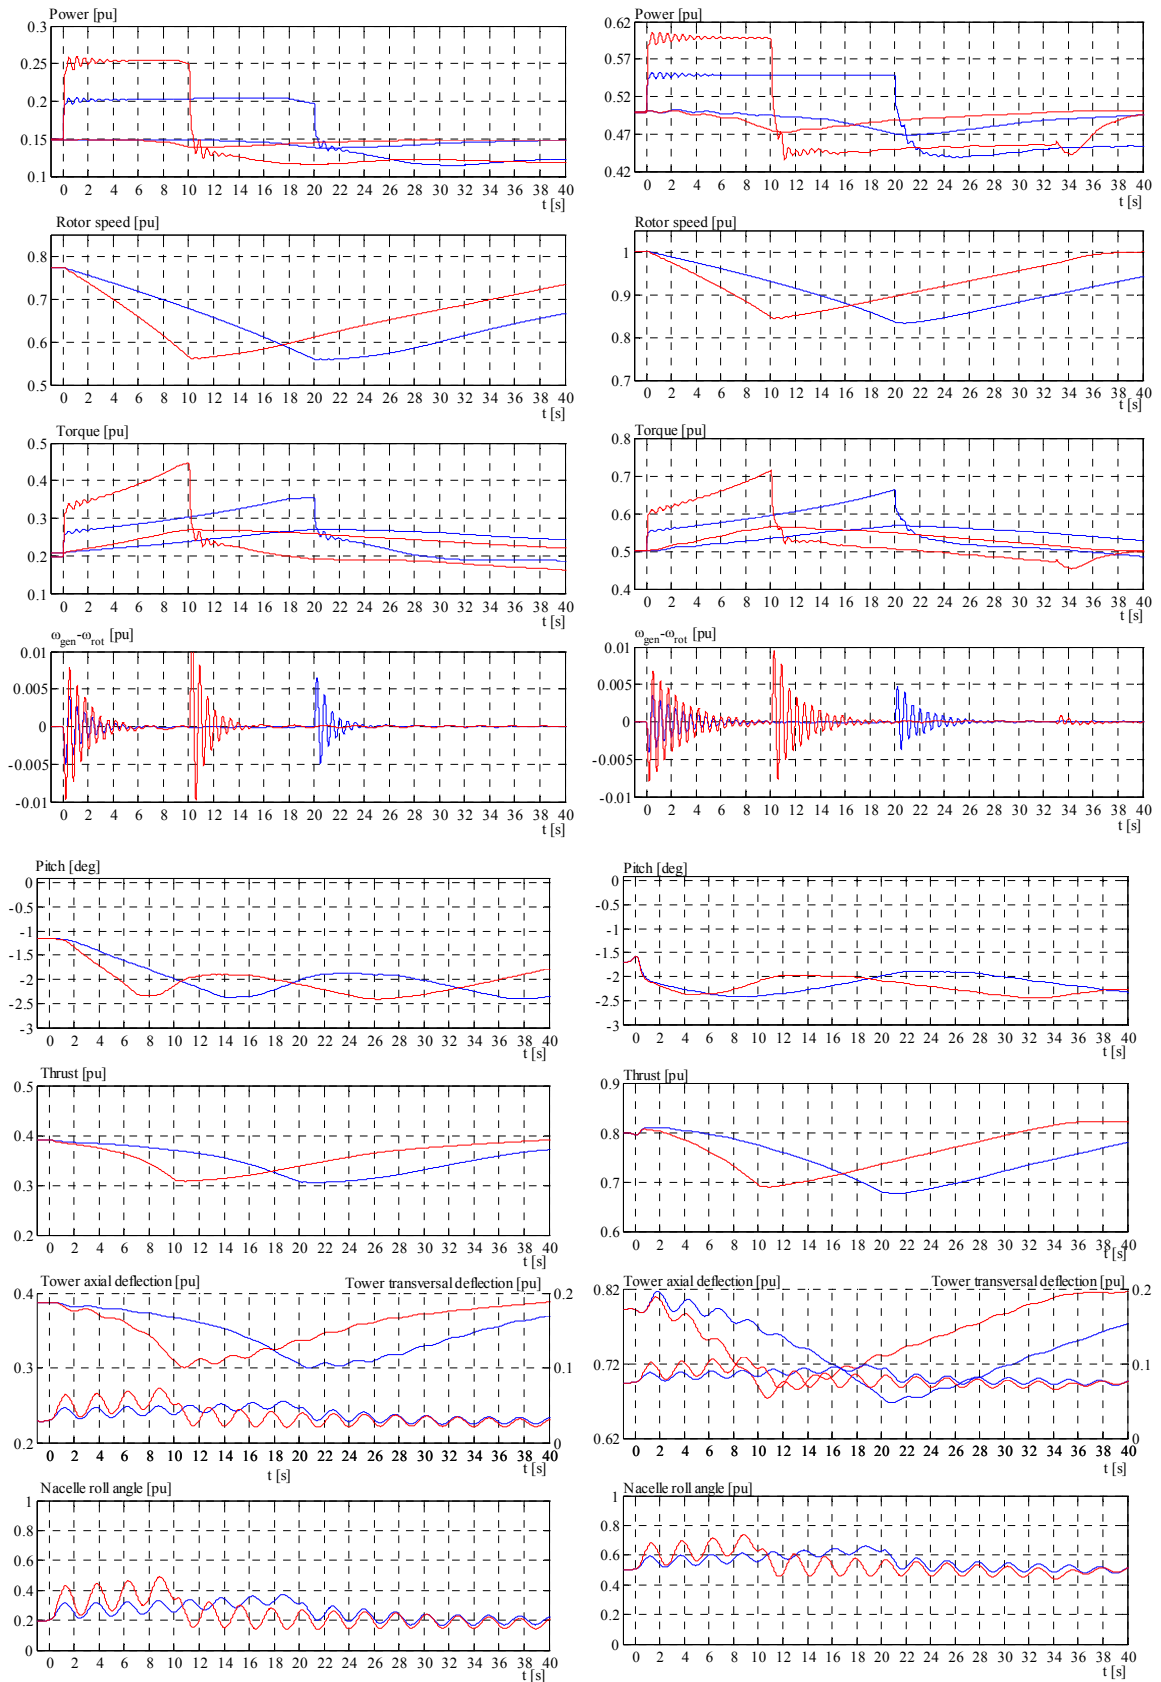 Power [pu]
0.3
0.25
0.2
0.15
0.1
0 2 4 6 8 10 12 14 16 18 20 22 24 26 28 30 32 34 36 38 40
t [s]
Power [pu]
0.62
0.57
0.52
0.47
0.42
0 2 4 6 8 10 12 14 16 18 20 22 24 26 28 30 32 34 36 38 40
t [s]
Rotor speed [pu]
0.8
0.7
0.6
0.5
0 2 4 6 8 10 12 14 16 18 20 22 24 26 28 30 32 34 36 38 40
t [s]
Rotor speed [pu]
1
0.9
0.8
0.7
0 2 4 6 8 10 12 14 16 18 20 22 24 26 28 30 32 34 36 38 40
t [s]
Torque [pu]
0.5
0.4
0.3
0.2
0.1
0 2 4 6 8 10 12 14 16 18 20 22 24 26 28 30 32 34 36 38 40
t [s]
Torque [pu]
0.8
0.7
0.6
0.5
0.4
0 2 4 6 8 10 12 14 16 18 20 22 24 26 28 30 32 34 36 38 40
t [s]
ωgen-ωrot [pu]
0.01
0.005
0
-0.005
-0.01
0 2 4 6 8 10 12 14 16 18 20 22 24 26 28 30 32 34 36 38 40
t [s]
ωgen-ωrot [pu]
0.01
0.005
0
-0.005
-0.01
0 2 4 6 8 10 12 14 16 18 20 22 24 26 28 30 32 34 36 38 40
t [s]
Pitch [deg]
0
-0.5
-1
-1.5
-2
-2.5
-3
0 2 4 6 8 10 12 14 16 18 20 22 24 26 28 30 32 34 36 38 40
t [s]
Pitch [deg]
0
-0.5
-1
-1.5
-2
-2.5
-3
0 2 4 6 8 10 12 14 16 18 20 22 24 26 28 30 32 34 36 38 40
t [s]
Thrust [pu]
0.5
0.4
0.3
0.2
0 2 4 6 8 10 12 14 16 18 20 22 24 26 28 30 32 34 36 38 40
t [s]
Thrust [pu]
0.9
0.8
0.7
0.6
0 2 4 6 8 10 12 14 16 18 20 22 24 26 28 30 32 34 36 38 40
t [s]
Tower axial deflection [pu] Tower transversal deflection [pu]
0.4 0.2
0.3 0.1
0.2 0
0 2 4 6 8 10 12 14 16 18 20 22 24 26 28 30 32 34 36 38 40
t [s]
t [s]
Tower axial deflection [pu] Tower transversal deflection [pu]
0.82 0.2
0.72 0.1
0.62 0
0 2 4 6 8 10 12 14 16 18 20 22 24 26 28 30 32 34 36 38 40
t [s]
Nacelle roll angle [pu]
1
0.8
0.6
0.4
0.2
0
0 2 4 6 8 10 12 14 16 18 20 22 24 26 28 30 32 34 36 38 40
t [s]
Nacelle roll angle [pu]
1
0.8
0.6
0.4
0.2
0
0 2 4 6 8 10 12 14 16 18 20 22 24 26 28 30 32 34 36 38 40
t [s]